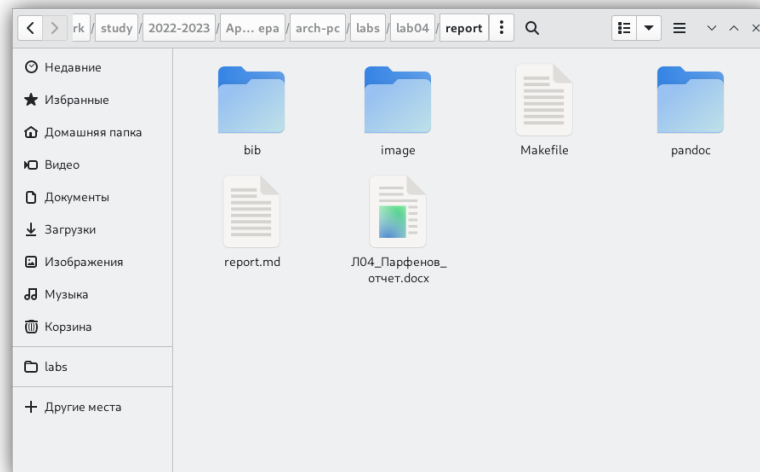 rk / study / 2022-2023 / Ap... epa / arch-pc / labs / lab04 / report
Недавние
Избранные
Домашняя папка
Видео
Документы
Загрузки
Изображения
Музыка
Корзина
labs
Другие места
bib
image
Makefile
pandoc
report.md
Л04_Парфенов_
отчет.docx